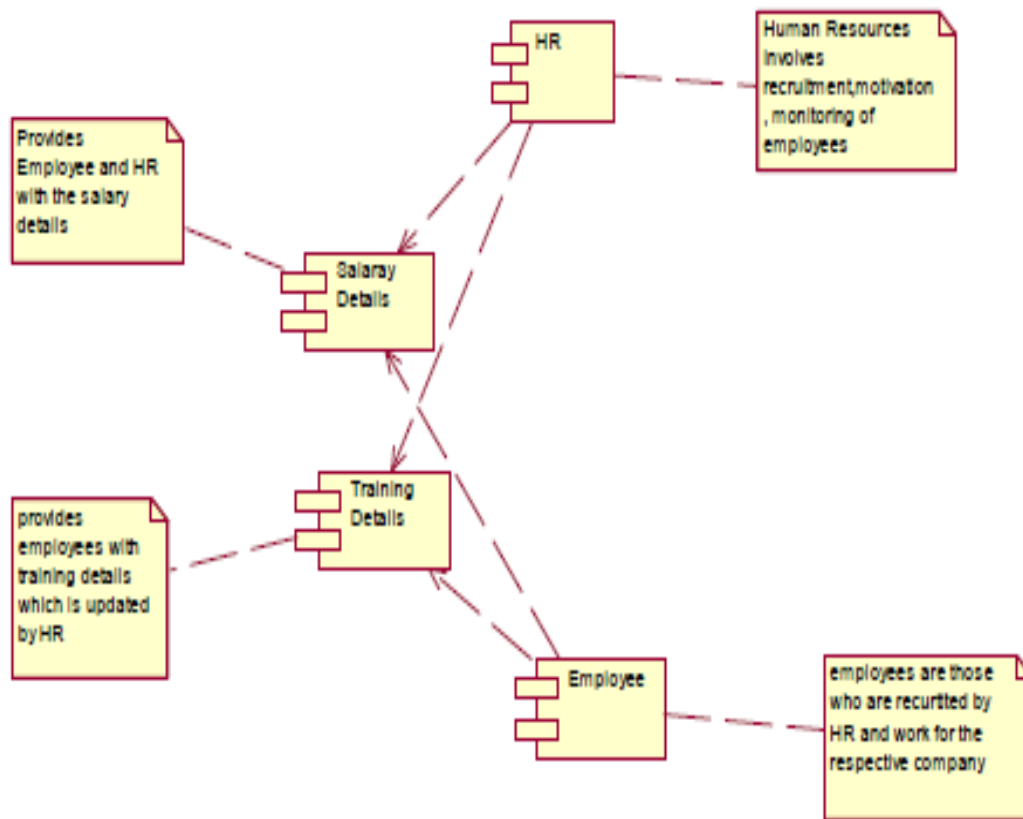 HR
Human Resources
Involves
recruitment,motivation
, monitoring of
employees
Provides
Employee and HR
with the salary
details
Salaray
Details
Training
Details
provides
employees with
training details
which is updated
by HR
Employee
employees are those
who are recurtted by
HR and work for the
respective company